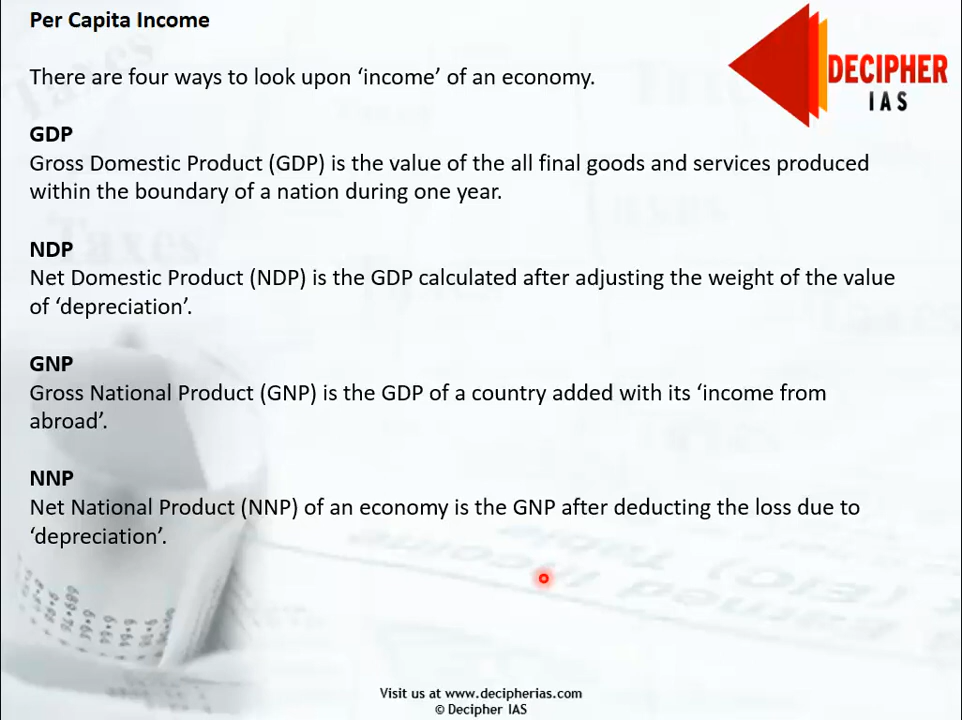 Per Capita Income
There are four ways to look upon ‘income’ of an economy.
DECIPHER
IAS
GDP
Gross Domestic Product (GDP) is the value of the all final goods and services produced
within the boundary of a nation during one year.
NDP
Net Domestic Product (NDP) is the GDP calculated after adjusting the weight of the value
of ‘depreciation’.
GNP
Gross National Product (GNP) is the GDP of a country added with its ‘income from
abroad’.
NNP
Net National Product (NNP) of an economy is the GNP after deducting the loss due to
‘depreciation’.
Visit us at www.decipherias.com
© Decipher IAS